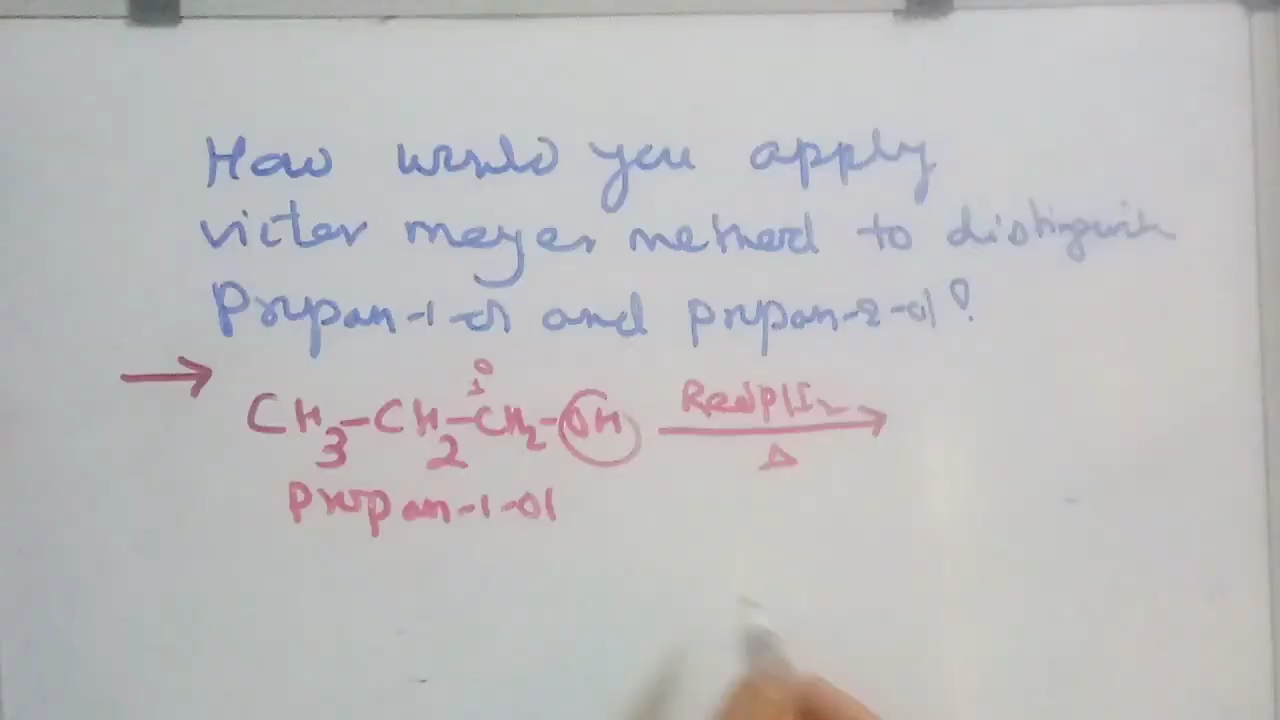 How would you apply
victor meyer method to distinguish
Propan-1-ol and propan-2-ol?
1°
→ CH3-CH2-CH2-OH Red P/I2 →
Δ
propan-1-ol